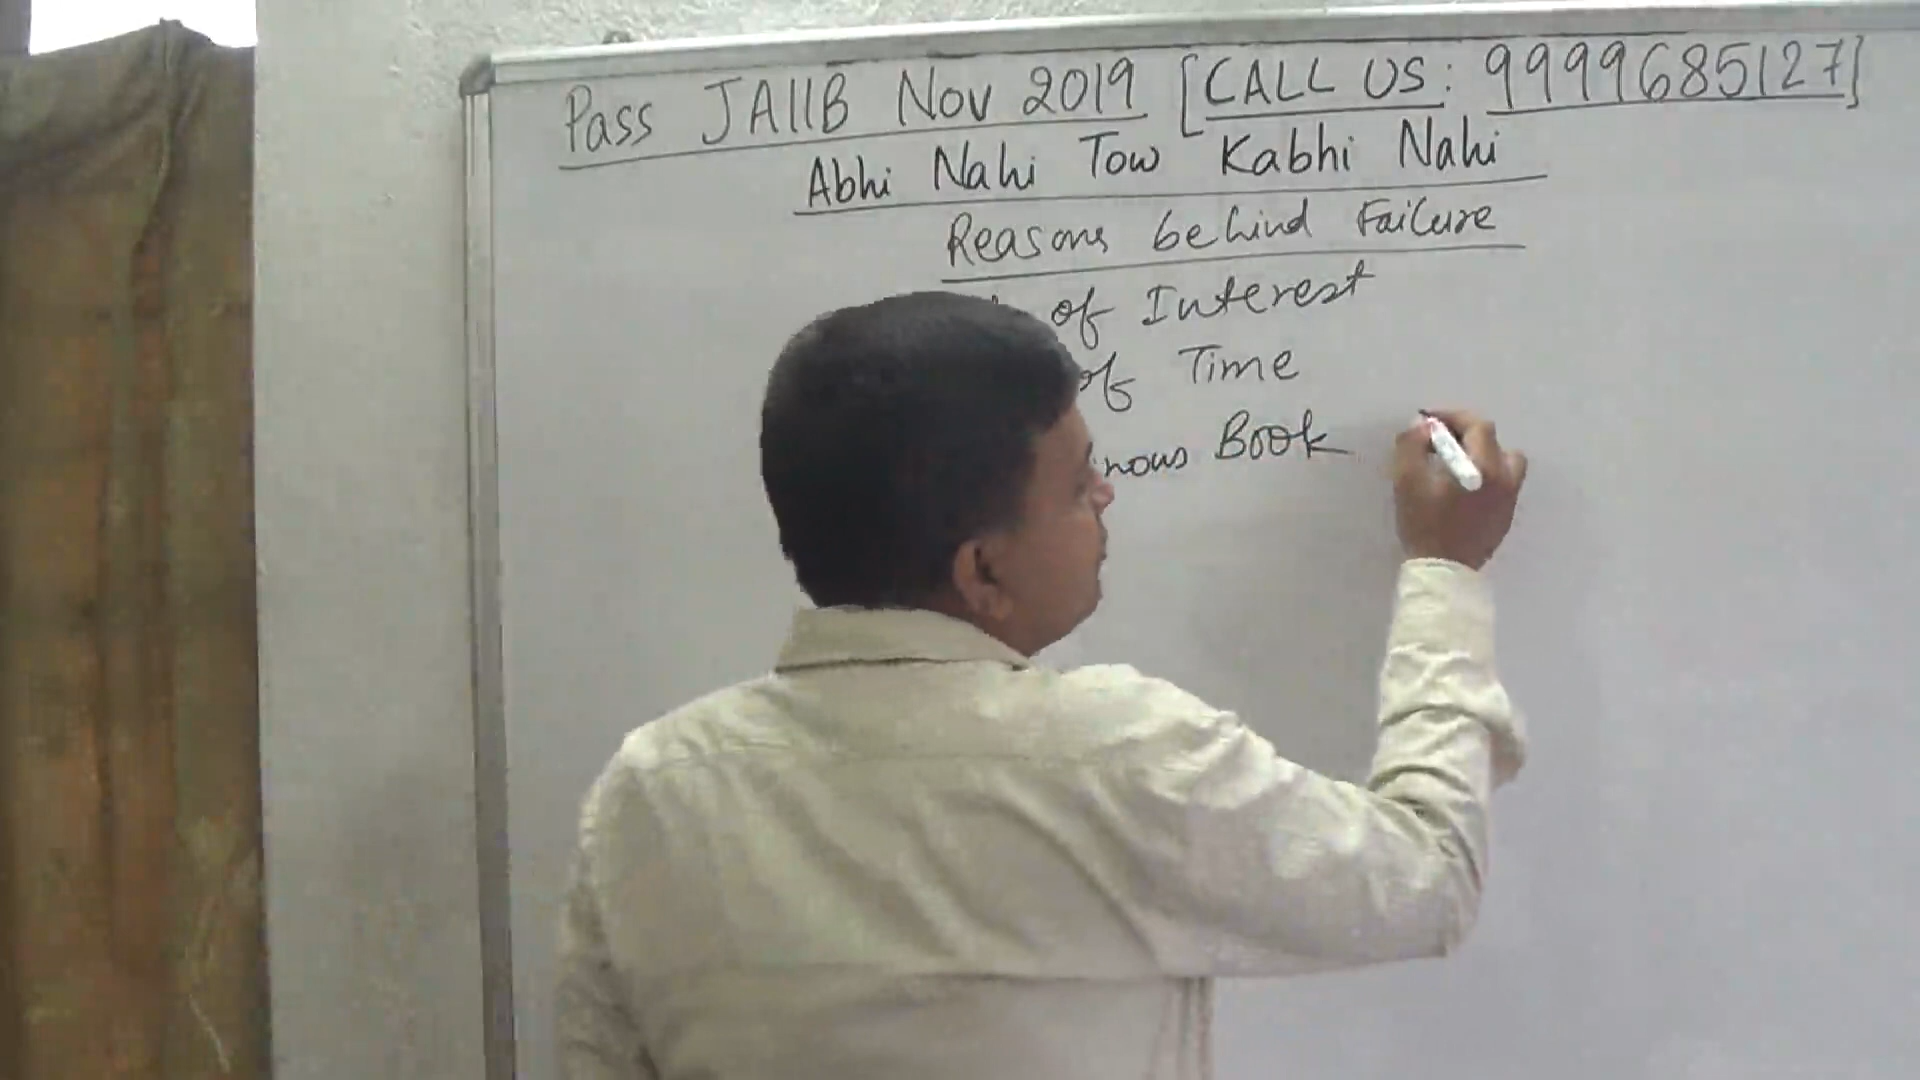 Pass JAIIB Nov 2019 [CALL US: 9999685127]
Abhi Nahi Tow Kabhi Nahi
Reasons behind Failure
of Interest
of Time
Book